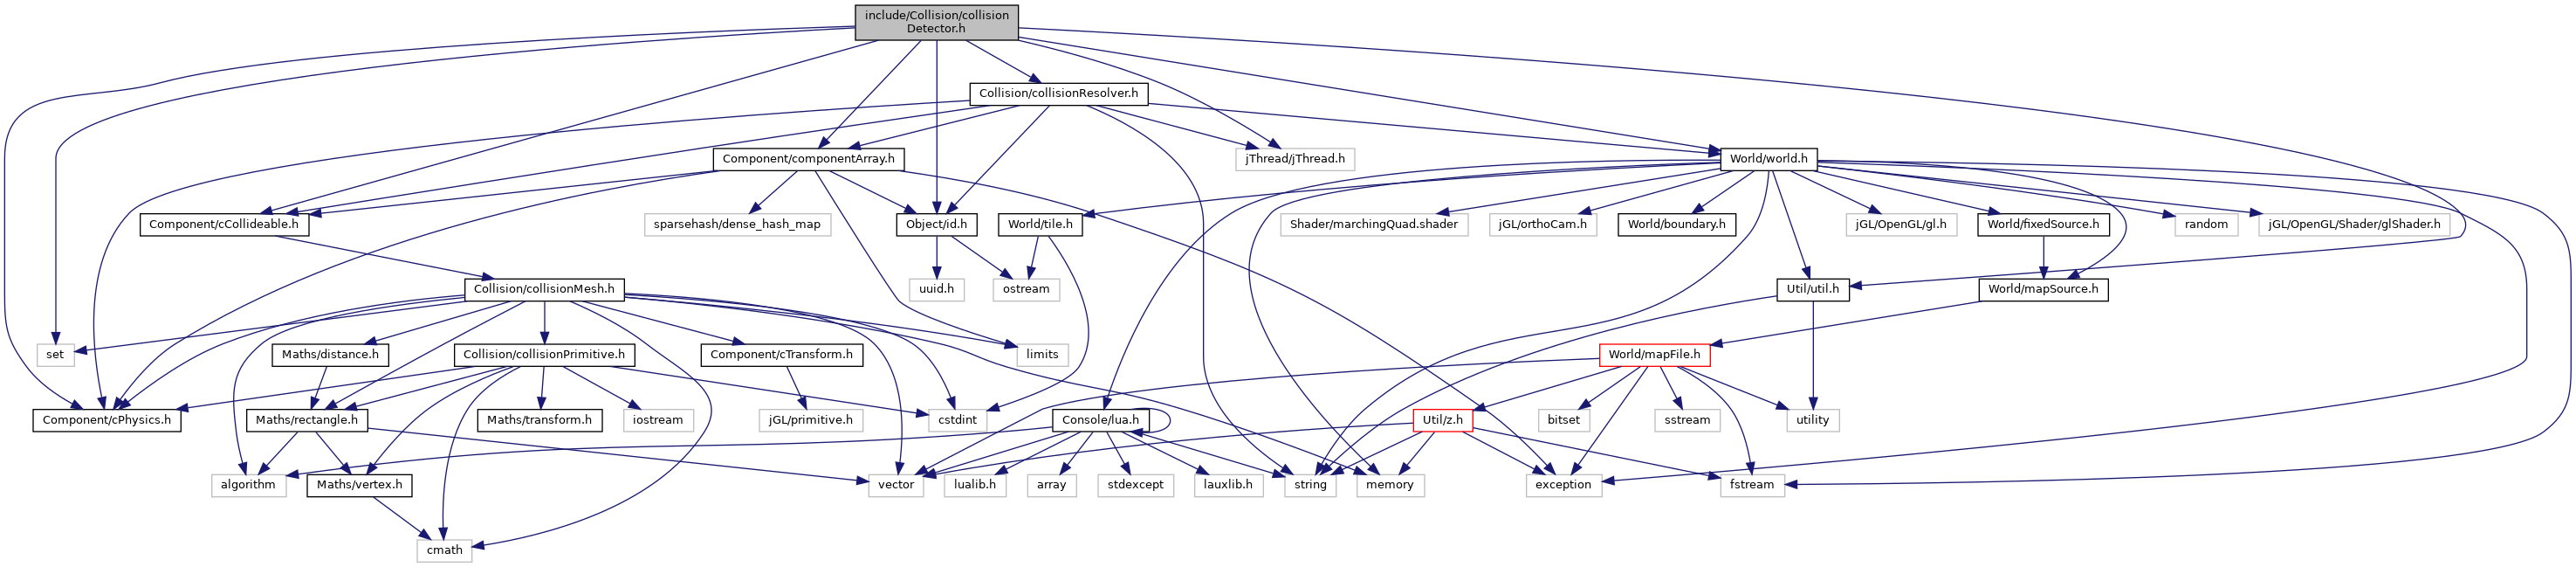 include/Collision/collision
Detector.h
Collision/collisionResolver.h
Component/componentArray.h
jThread/jThread.h
World/world.h
Component/cCollideable.h
sparsehash/dense_hash_map
Object/id.h
World/tile.h
Shader/marchingQuad.shader
jGL/orthoCam.h
World/boundary.h
jGL/OpenGL/gl.h
World/fixedSource.h
random
jGL/OpenGL/Shader/glShader.h
Collision/collisionMesh.h
uuid.h
ostream
Util/util.h
World/mapSource.h
set
Maths/distance.h
Collision/collisionPrimitive.h
Component/cTransform.h
limits
World/mapFile.h
Component/cPhysics.h
Maths/rectangle.h
Maths/transform.h
iostream
jGL/primitive.h
cstdint
Console/lua.h
Util/z.h
bitset
sstream
utility
algorithm
Maths/vertex.h
vector
lualib.h
array
stdexcept
lauxlib.h
string
memory
exception
fstream
cmath